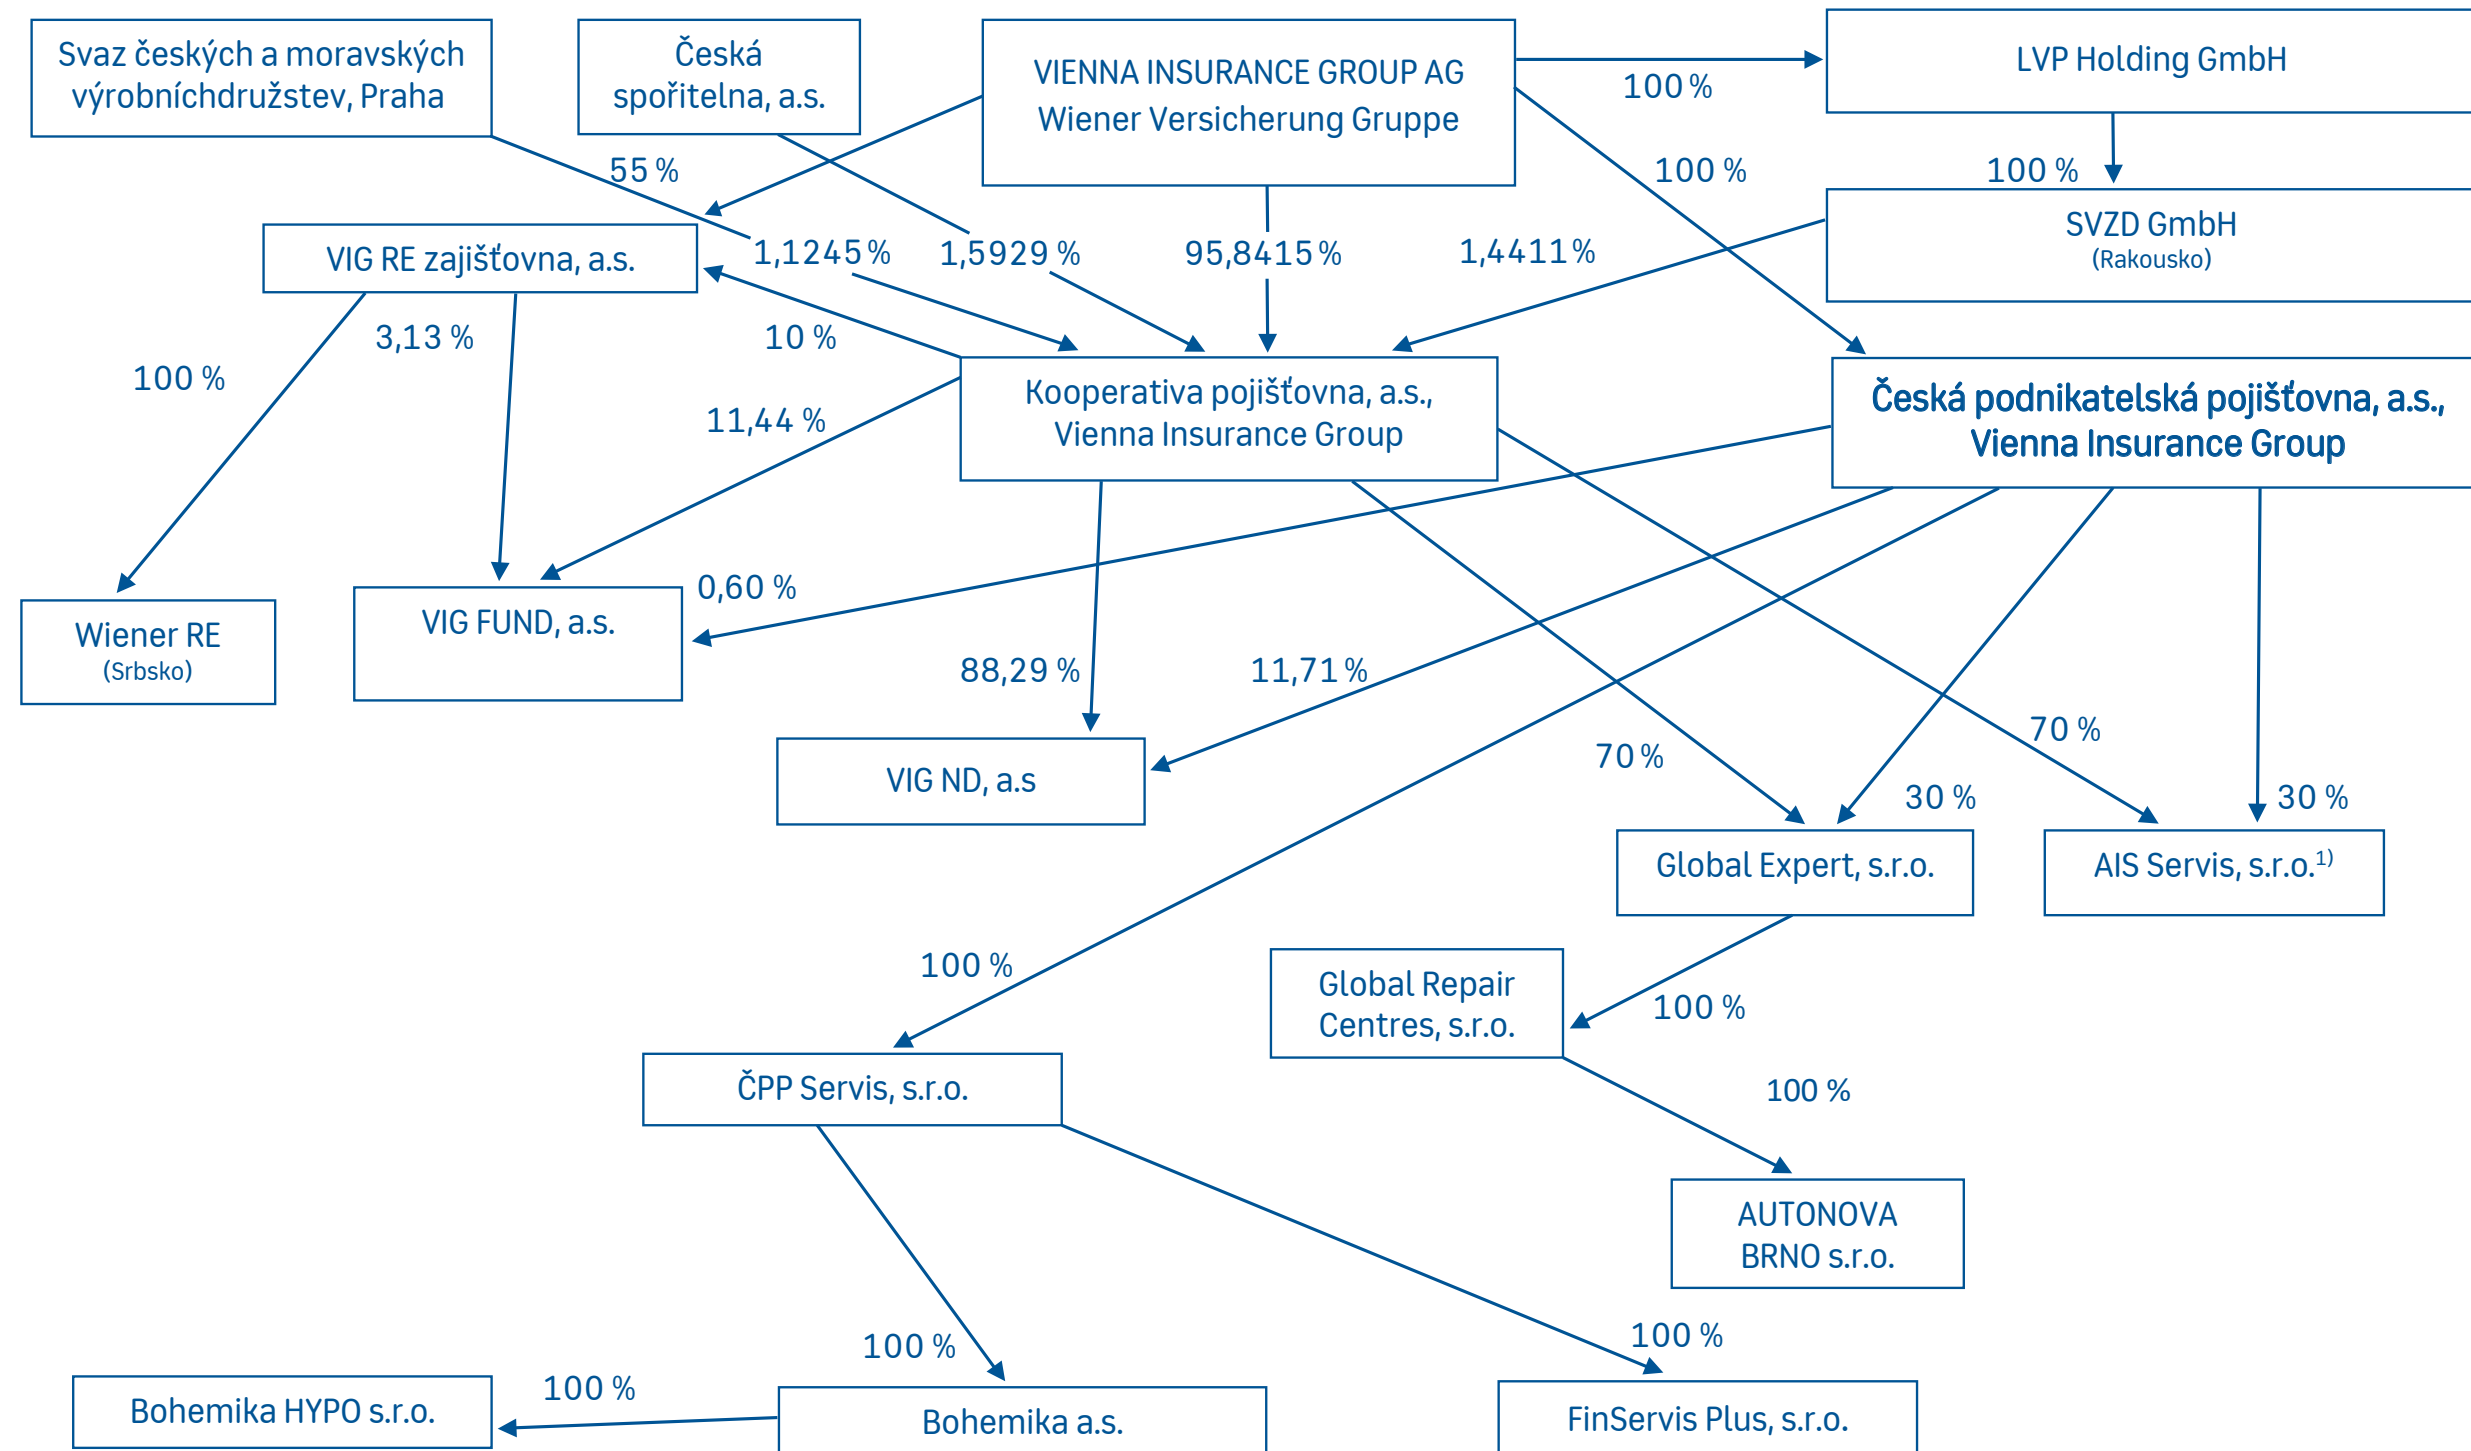 Svaz českých a moravských
výrobníchdružstev, Praha
Česká
spořitelna, a.s.
VIENNA INSURANCE GROUP AG
Wiener Versicherung Gruppe
LVP Holding GmbH
100 %
55 %
100 %
100 %
SVZD GmbH
(Rakousko)
VIG RE zajišťovna, a.s.
1,1245 %
1,5929 %
95,8415 %
1,4411 %
3,13 %
10 %
100 %
Kooperativa pojišťovna, a.s.,
Vienna Insurance Group
Česká podnikatelská pojišťovna, a.s.,
Vienna Insurance Group
11,44 %
0,60 %
Wiener RE
(Srbsko)
VIG FUND, a.s.
88,29 %
11,71 %
70 %
70 %
VIG ND, a.s
30 %
30 %
Global Expert, s.r.o.
AIS Servis, s.r.o.1)
100 %
Global Repair
Centres, s.r.o.
100 %
ČPP Servis, s.r.o.
100 %
AUTONOVA
BRNO s.r.o.
100 %
100 %
100 %
Bohemika HYPO s.r.o.
Bohemika a.s.
FinServis Plus, s.r.o.